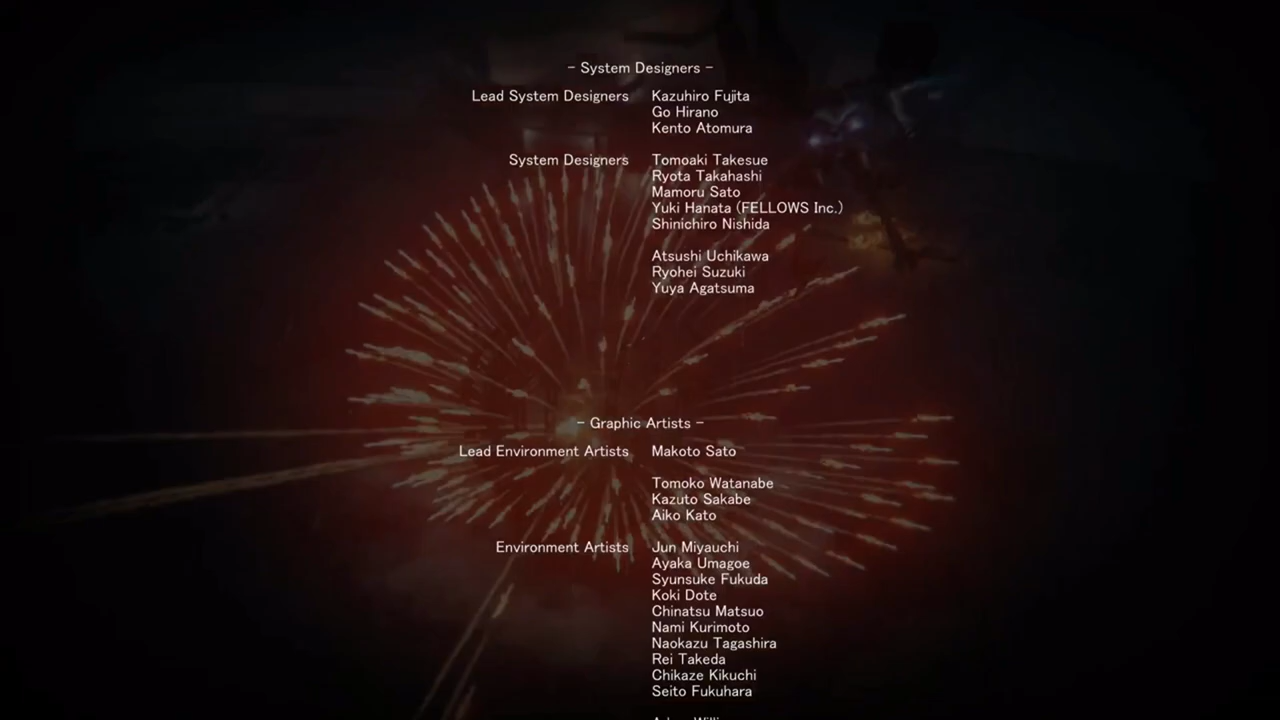 - System Designers -
Lead System Designers Kazuhiro Fujita
Go Hirano
Kento Atomura
System Designers Tomoaki Takesue
Ryota Takahashi
Mamoru Sato
Yuki Hanata (FELLOWS Inc.)
Shinichiro Nishida
Atsushi Uchikawa
Ryohei Suzuki
Yuya Agatsuma
- Graphic Artists -
Lead Environment Artists Makoto Sato
Tomoko Watanabe
Kazuto Sakabe
Aiko Kato
Environment Artists Jun Miyauchi
Ayaka Umagoe
Syunsuke Fukuda
Koki Dote
Chinatsu Matsuo
Nami Kurimoto
Naokazu Tagashira
Rei Takeda
Chikaze Kikuchi
Seito Fukuhara